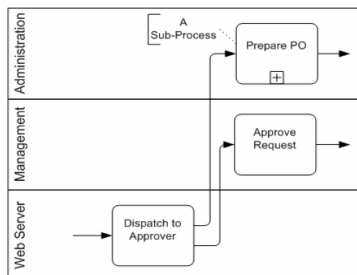 Administration
A
Sub-Process
Prepare PO
Management
Approve
Request
Web Server
Dispatch to
Approver